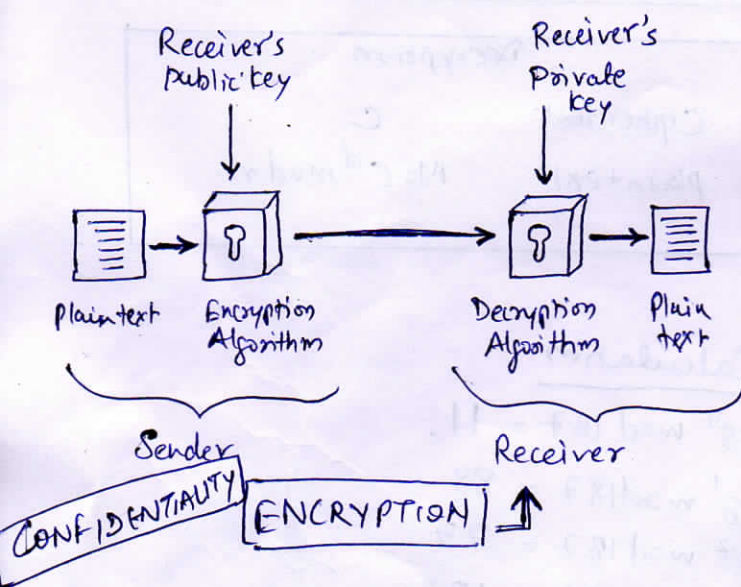 Receiver's
public key
Receiver's
private
key
Plaintext
Encryption
Algorithm
Decryption
Algorithm
Plain
text
Sender
Receiver
CONFIDENTIALITY
ENCRYPTION